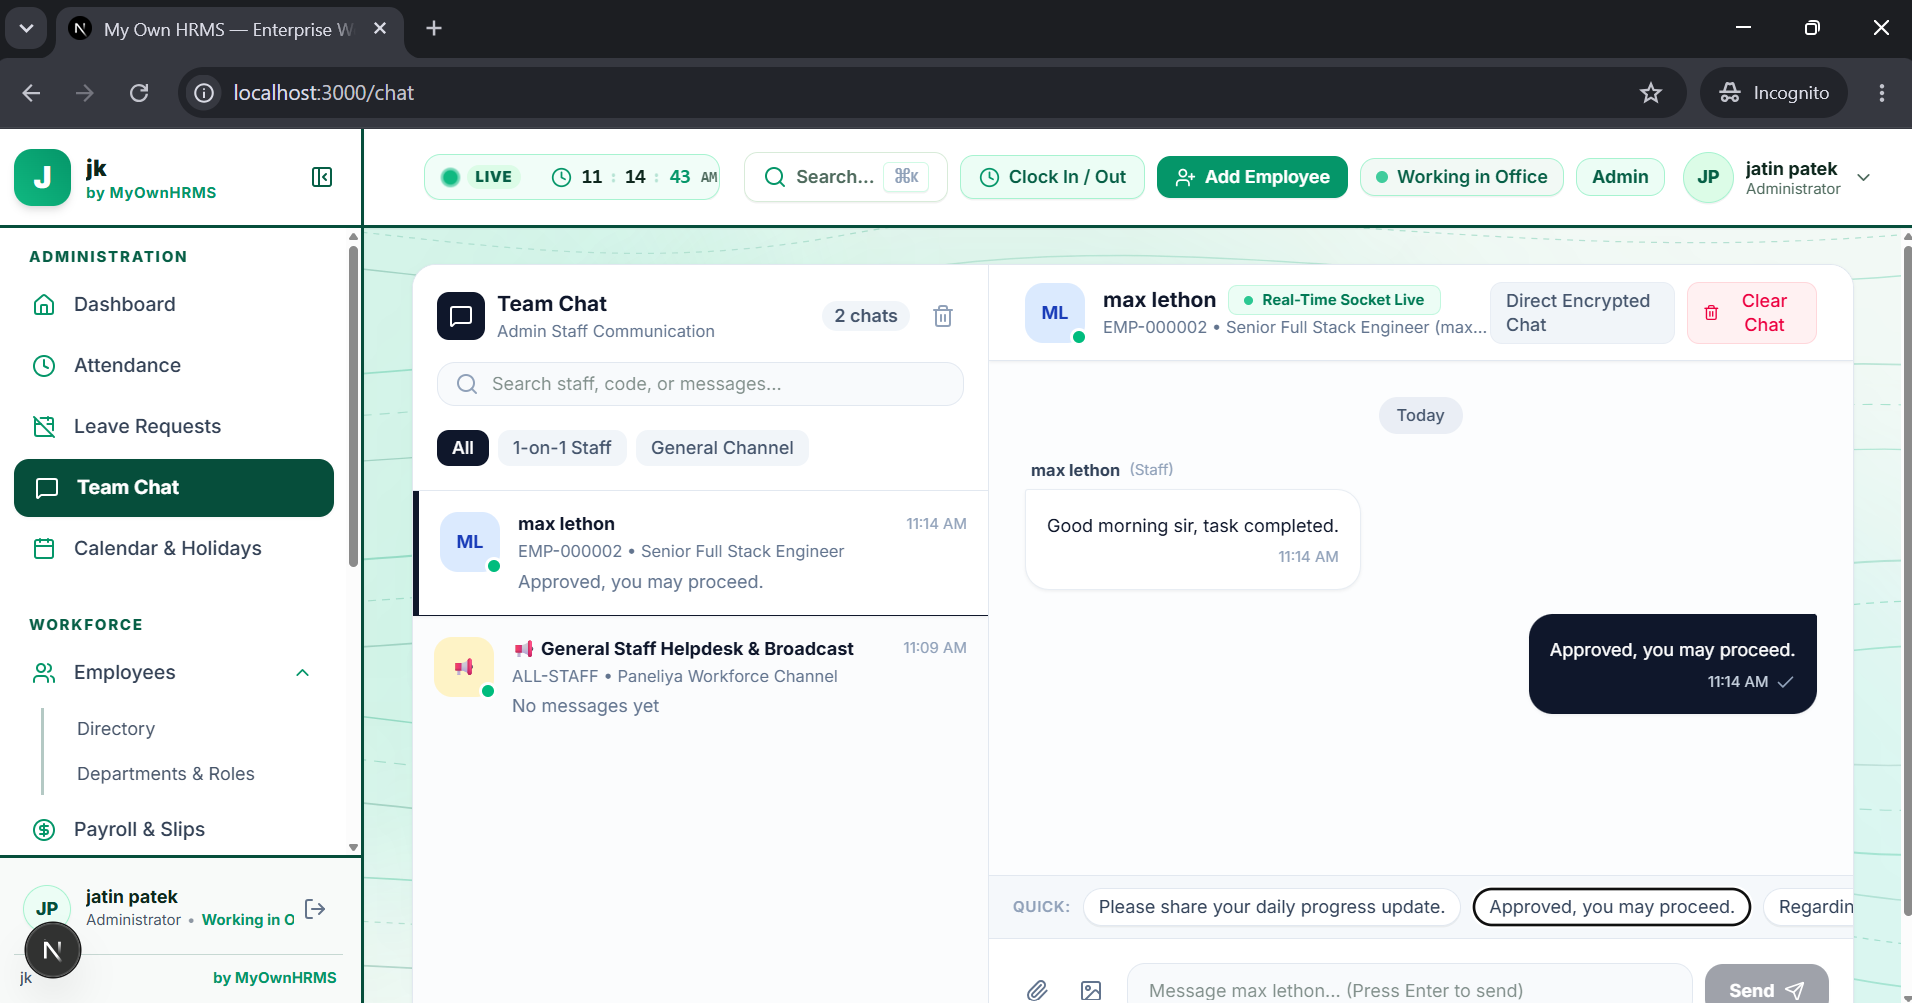 My Own HRMS — Enterprise W
localhost:3000/chat
Incognito
J
jk
by MyOwnHRMS
LIVE
11 : 14 : 43 AM
Search...
⌘K
Clock In / Out
Add Employee
Working in Office
Admin
JP
jatin patek
Administrator
ADMINISTRATION
Dashboard
Attendance
Leave Requests
Team Chat
Calendar & Holidays
WORKFORCE
Employees
Directory
Departments & Roles
Payroll & Slips
JP
jatin patek
Administrator • Working in O
N
jk
by MyOwnHRMS
Team Chat
Admin Staff Communication
2 chats
Search staff, code, or messages...
All
1-on-1 Staff
General Channel
ML
max lethon
11:14 AM
EMP-000002 • Senior Full Stack Engineer
Approved, you may proceed.
General Staff Helpdesk & Broadcast
11:09 AM
ALL-STAFF • Paneliya Workforce Channel
No messages yet
ML
max lethon
Real-Time Socket Live
EMP-000002 • Senior Full Stack Engineer (max...
Direct Encrypted
Chat
Clear
Chat
Today
max lethon (Staff)
Good morning sir, task completed.
11:14 AM
Approved, you may proceed.
11:14 AM
QUICK:
Please share your daily progress update.
Approved, you may proceed.
Regardin
Message max lethon... (Press Enter to send)
Send